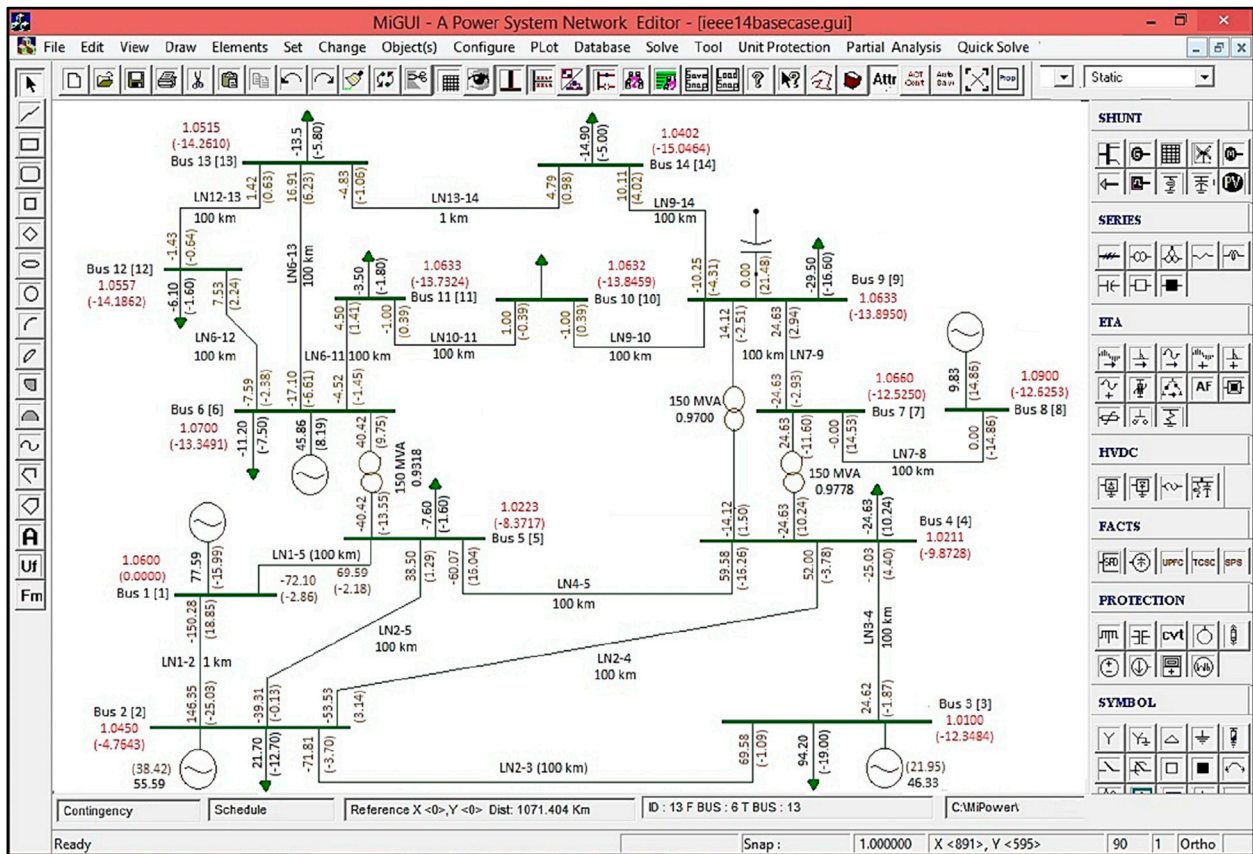 MiGUI - A Power System Network Editor - [ieee14basecase.gui]
File Edit View Draw Elements Set Change Object(s) Configure PLot Database Solve Tool Unit Protection Partial Analysis Quick Solve
Save Snap Load Snap Attr Auto Save Prop Static
A
Uf
Fm
1.0515
(-14.2610)
Bus 13 [13]
-13.5
(-5.80)
1.42
(0.63)
16.91
(6.23)
-4.83
(-1.06)
-14.90
(-5.00)
1.0402
(-15.0464)
Bus 14 [14]
4.79
(0.98)
10.11
(4.02)
LN12-13
100 km
LN13-14
1 km
LN9-14
100 km
LN6-13
100 km
-1.43
(-0.64)
Bus 12 [12]
1.0557
(-14.1862)
-6.10
(-1.60)
7.53
(2.24)
LN6-12
100 km
-3.50
(-1.80)
1.0633
(-13.7324)
Bus 11 [11]
4.50
(1.41)
-1.00
(0.39)
LN10-11
100 km
1.0632
(-13.8459)
Bus 10 [10]
1.00
(-0.39)
-1.00
(0.39)
LN9-10
100 km
-10.25
(-4.31)
0.00
(21.48)
-29.50
(-16.60)
Bus 9 [9]
1.0633
(-13.8950)
14.12
(-2.51)
24.63
(2.94)
100 km
LN7-9
LN6-11 100 km
-7.59
(-2.38)
-17.10
(-6.61)
-4.52
(-1.45)
Bus 6 [6]
1.0700
(-13.3491)
-11.20
(-7.50)
45.86
(8.19)
40.42
(9.75)
150 MVA
0.9318
-40.42
(-13.55)
150 MVA
0.9700
-24.63
(-2.93)
1.0660
(-12.5250)
Bus 7 [7]
24.63
(-11.60)
-0.00
(14.53)
LN7-8
100 km
9.83
(14.86)
1.0900
(-12.6253)
Bus 8 [8]
0.00
(-14.86)
150 MVA
0.9778
-7.60
(-1.60)
1.0223
(-8.3717)
Bus 5 [5]
LN1-5 (100 km)
-72.10
(-2.86)
69.59
(-2.18)
38.50
(1.29)
-60.07
(16.04)
LN4-5
100 km
-14.12
(1.50)
-24.63
(10.24)
-24.63
(10.24)
Bus 4 [4]
1.0211
(-9.8728)
59.58
(-16.26)
52.00
(-3.78)
-25.03
(4.40)
1.0600
(0.0000)
Bus 1 [1]
77.59
(-15.99)
-150.28
(18.85)
LN1-2 1 km
LN2-5
100 km
LN2-4
100 km
LN3-4
100 km
146.35
(-25.03)
-39.31
(-0.13)
-53.53
(3.14)
Bus 2 [2]
1.0450
(-4.7643)
(38.42)
55.59
21.70
(-12.70)
-71.81
(-3.70)
LN2-3 (100 km)
24.62
(-1.87)
Bus 3 [3]
1.0100
(-12.3484)
69.58
(-1.09)
94.20
(-19.00)
(21.95)
46.33
SHUNT
PV
SERIES
ETA
AF
HVDC
FACTS
UPFC TCSC SPS
PROTECTION
CVT
SYMBOL
Contingency Schedule Reference X <0>,Y <0> Dist: 1071.404 Km ID : 13 F BUS : 6 T BUS : 13 C:\MiPower\
Ready Snap : 1.000000 X <891>, Y <595> 90 1 Ortho